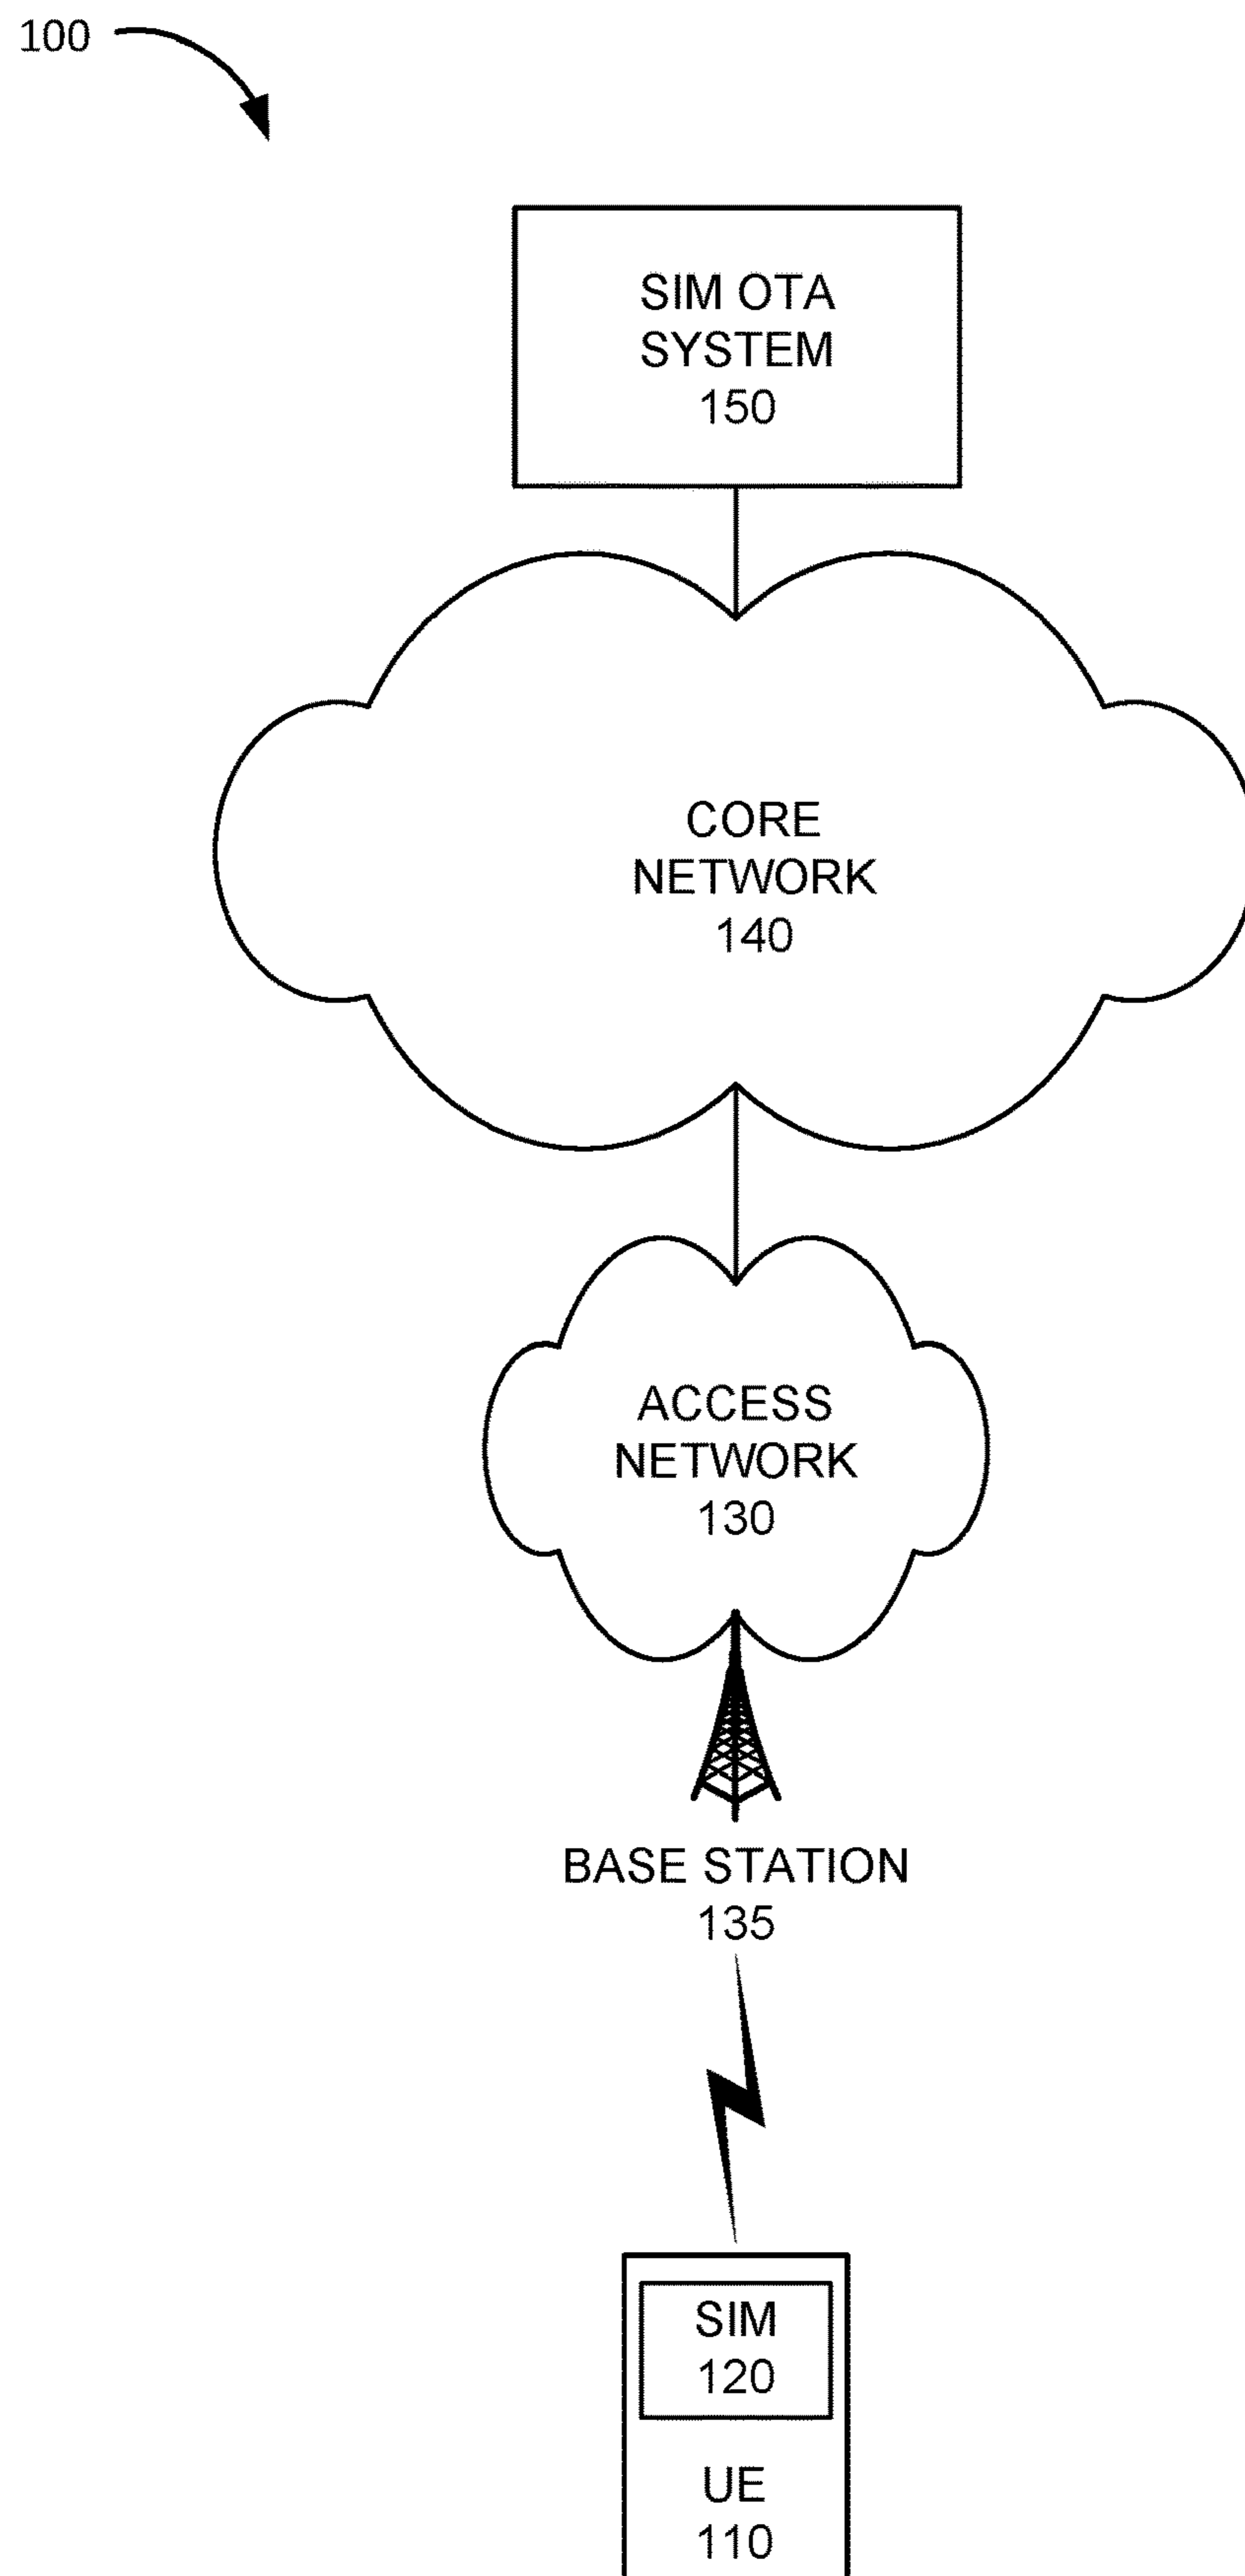 100
SIM OTA
SYSTEM
150
CORE
NETWORK
140
ACCESS
NETWORK
130
BASE STATION
135
SIM
120
UE
110